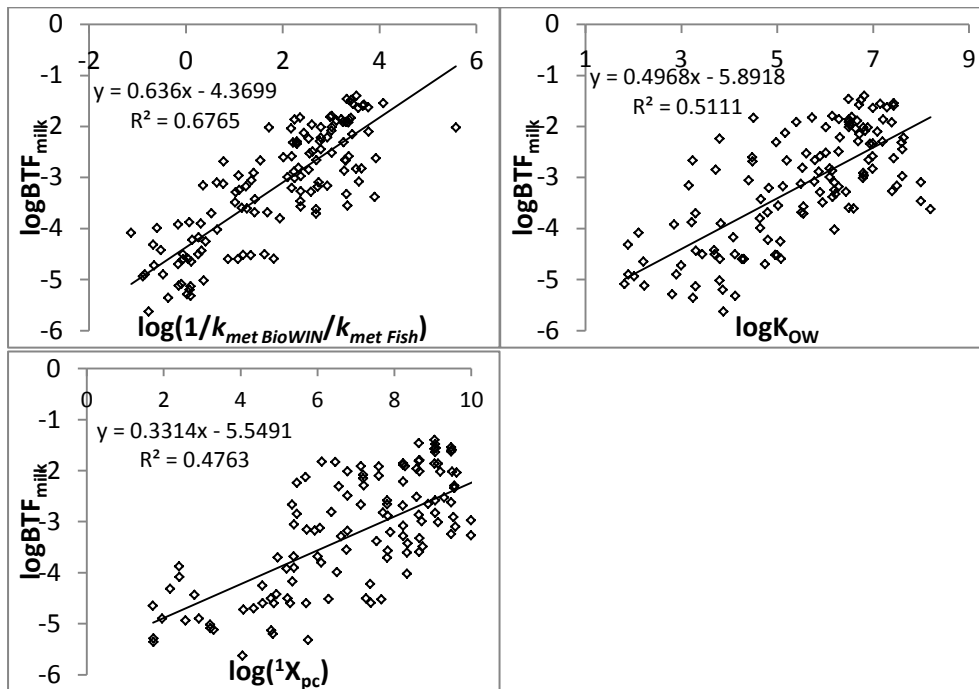 0
-2 0 2 4 6
-1
y = 0.636x - 4.3699
R² = 0.6765
-2
-3
-4
-5
-6
logBTFmilk
log(1/kmet BioWIN/kmet Fish)
0
1 3 5 7 9
-1
y = 0.4968x - 5.8918
R² = 0.5111
-2
-3
-4
-5
-6
logBTFmilk
logKOW
0
0 2 4 6 8 10
-1
y = 0.3314x - 5.5491
R² = 0.4763
-2
-3
-4
-5
-6
logBTFmilk
log(¹Xpc)